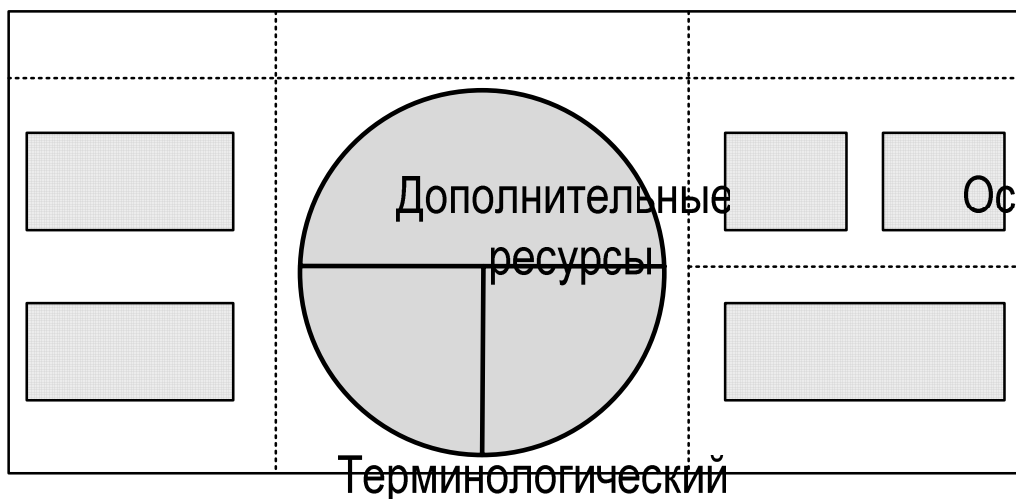 Дополнительные
ресурсы
Ос
Терминологический